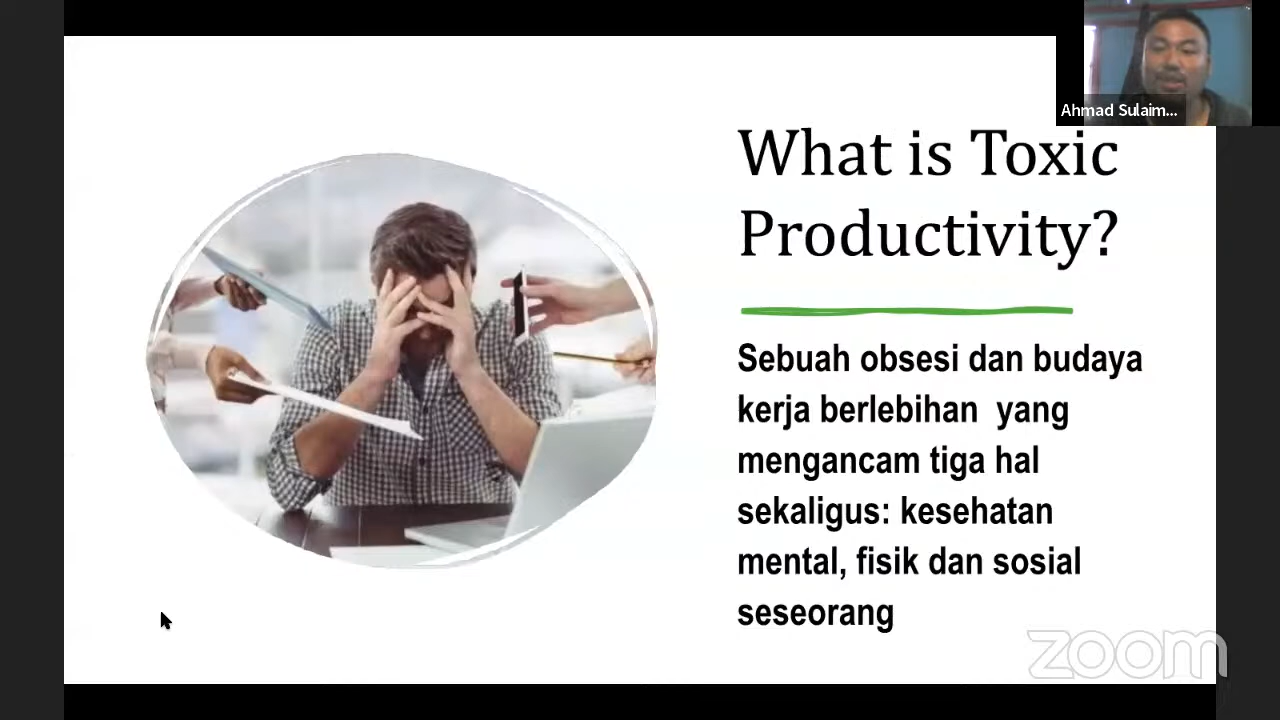 Ahmad Sulaim...
What is Toxic
Productivity?
Sebuah obsesi dan budaya
kerja berlebihan yang
mengancam tiga hal
sekaligus: kesehatan
mental, fisik dan sosial
seseorang
zoom